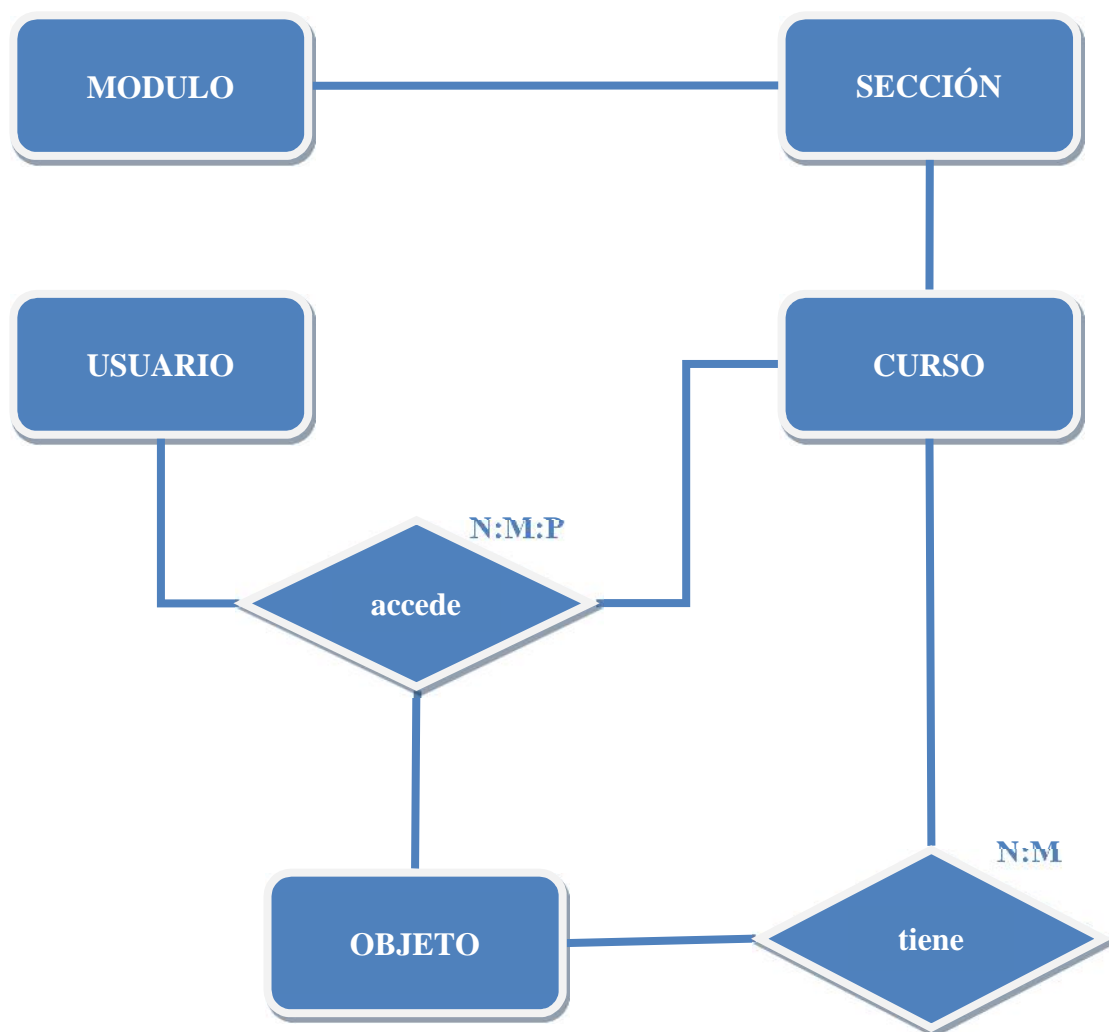 MODULO
SECCIÓN
USUARIO
CURSO
N:M:P
accede
N:M
OBJETO
tiene